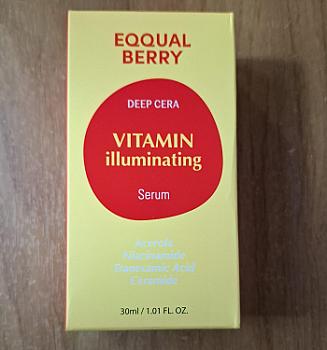 EQQUAL
BERRY
DEEP CERA
VITAMIN
illuminating
Serum
Acerola
Niacinamide
Tranexamic Acid
Ceramide
30ml / 1.01 FL. OZ.